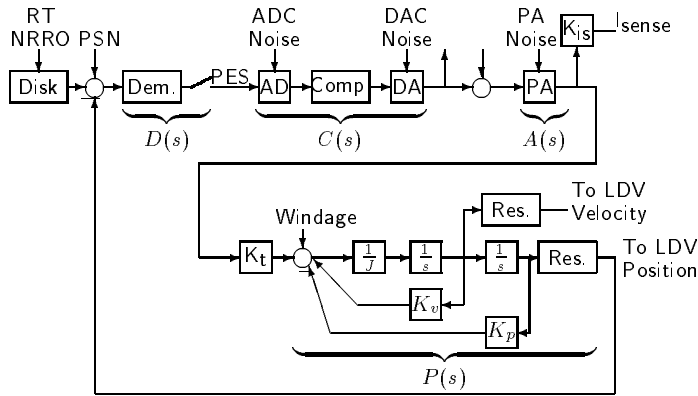 RT
NRRO PSN
ADC
Noise
DAC
Noise
PA
Noise
K_is
I_sense
Disk
Dem.
PES
AD
Comp
DA
PA
D(s)
C(s)
A(s)
Windage
Res.
To LDV
Velocity
K_t
1/J
1/s
1/s
Res.
To LDV
Position
K_v
K_p
P(s)